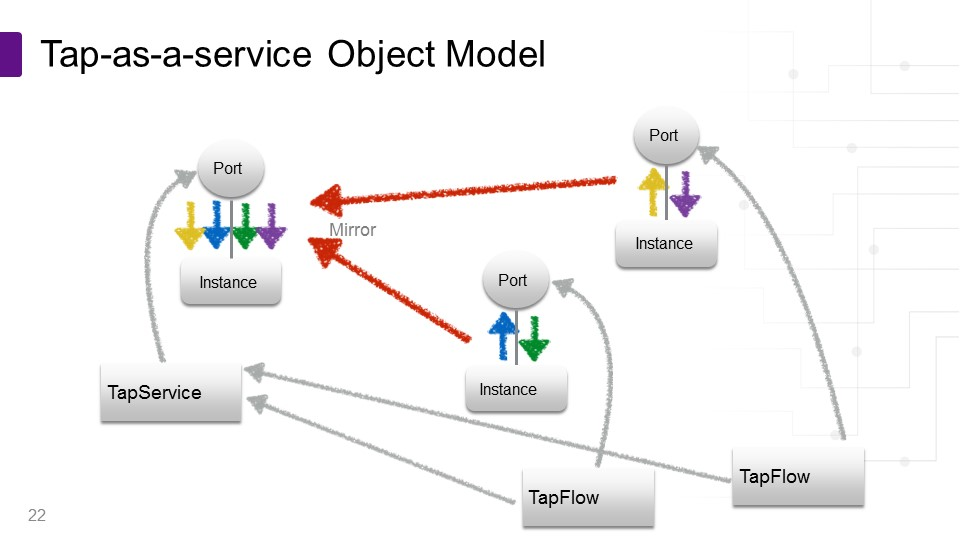 Tap-as-a-service Object Model
Port
Port
Mirror
Instance
Instance
Port
Instance
TapService
TapFlow
TapFlow
22